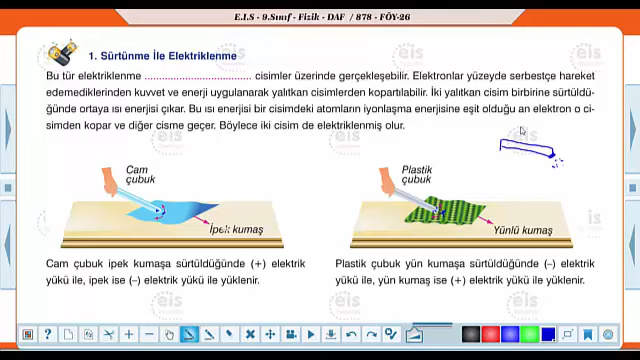 E.I.S - 9.Sınıf - Fizik - DAF / 878 - FÖY-26
1. Sürtünme İle Elektriklenme
Bu tür elektriklenme .................................... cisimler üzerinde gerçekleşebilir. Elektronlar yüzeyde serbestçe hareket
edemediklerinden kuvvet ve enerji uygulanarak yalıtkan cisimlerden kopartılabilir. İki yalıtkan cisim birbirine sürtüldü-
ğünde ortaya ısı enerjisi çıkar. Bu ısı enerjisi bir cisimdeki atomların iyonlaşma enerjisine eşit olduğu an elektron o ci-
simden kopar ve diğer cisme geçer. Böylece iki cisim de elektriklenmiş olur.
Cam
çubuk
İpek kumaş
Plastik
çubuk
Yünlü kumaş
Cam çubuk ipek kumaşa sürtüldüğünde (+) elektrik
yükü ile, ipek ise (–) elektrik yükü ile yüklenir.
Plastik çubuk yün kumaşa sürtüldüğünde (–) elektrik
yükü ile, yün kumaş ise (+) elektrik yükü ile yüklenir.
eis